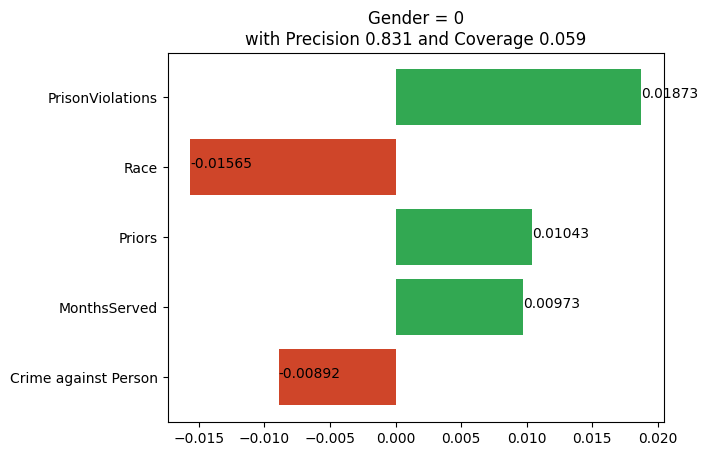 Gender = 0
with Precision 0.831 and Coverage 0.059
PrisonViolations
0.01873
Race
-0.01565
Priors
0.01043
MonthsServed
0.00973
Crime against Person
-0.00892
−0.015 −0.010 −0.005 0.000 0.005 0.010 0.015 0.020